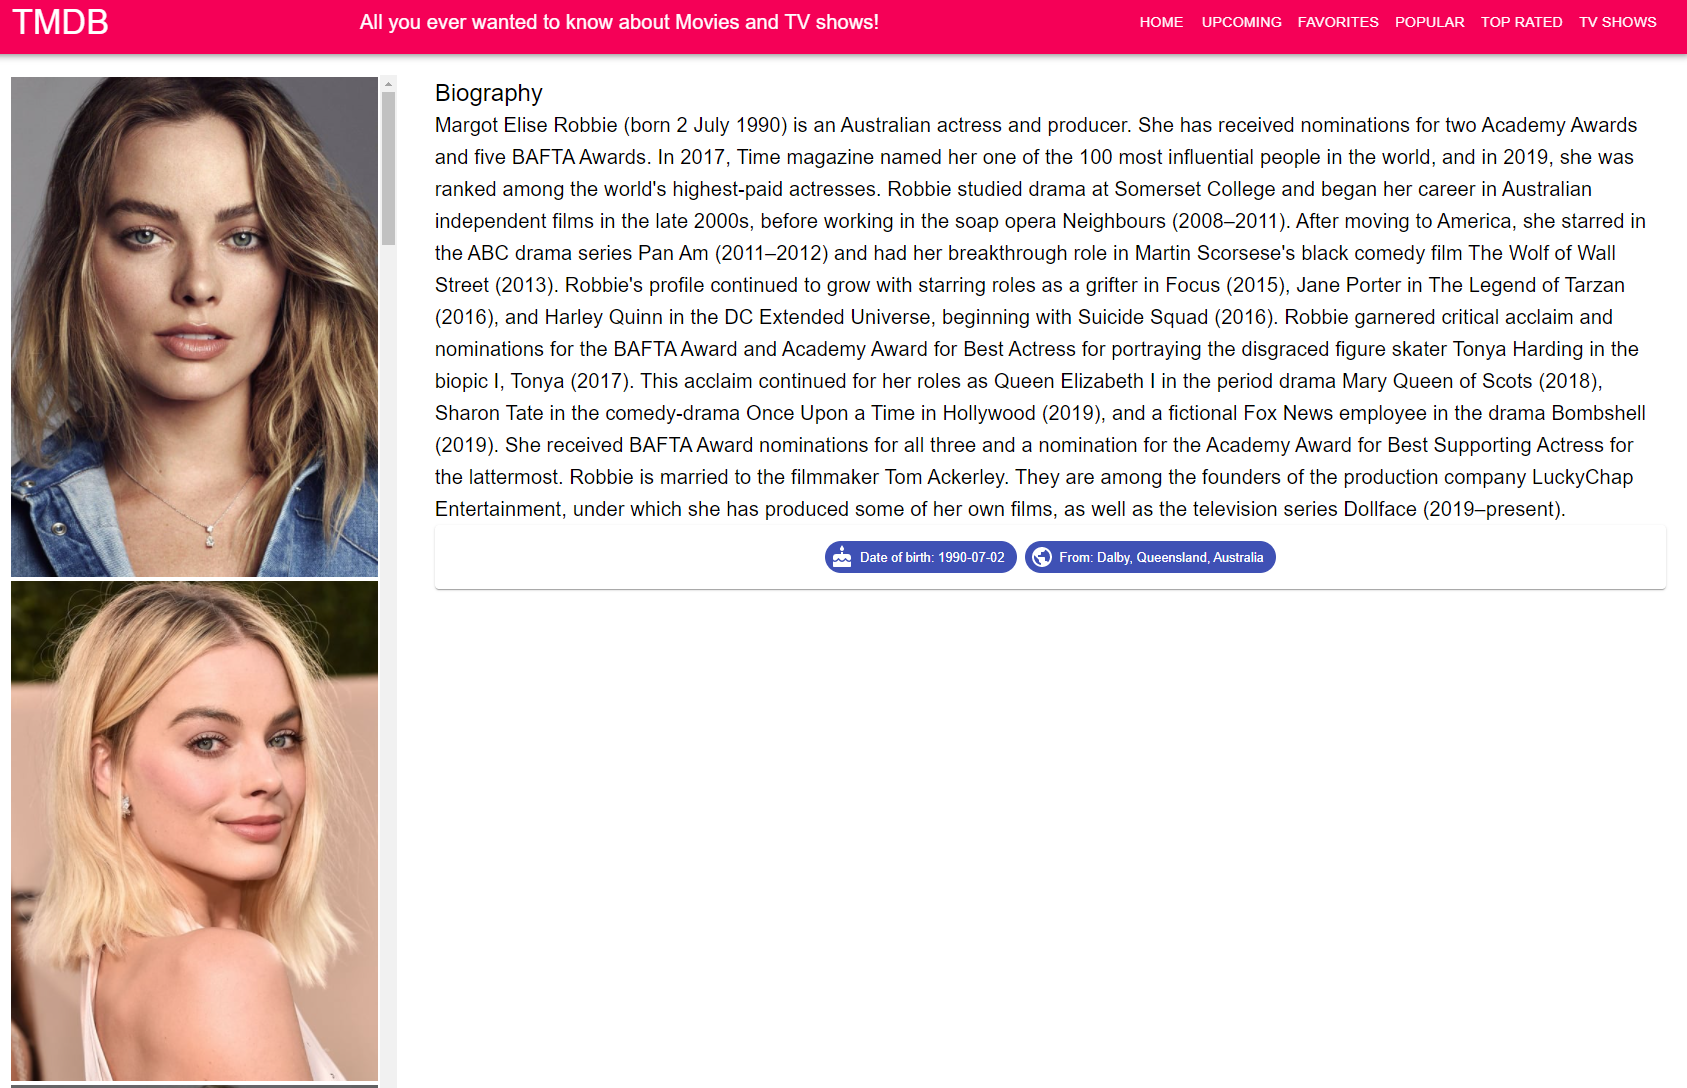 TMDB
All you ever wanted to know about Movies and TV shows!
HOME UPCOMING FAVORITES POPULAR TOP RATED TV SHOWS
Biography
Margot Elise Robbie (born 2 July 1990) is an Australian actress and producer. She has received nominations for two Academy Awards
and five BAFTA Awards. In 2017, Time magazine named her one of the 100 most influential people in the world, and in 2019, she was
ranked among the world's highest-paid actresses. Robbie studied drama at Somerset College and began her career in Australian
independent films in the late 2000s, before working in the soap opera Neighbours (2008–2011). After moving to America, she starred in
the ABC drama series Pan Am (2011–2012) and had her breakthrough role in Martin Scorsese's black comedy film The Wolf of Wall
Street (2013). Robbie's profile continued to grow with starring roles as a grifter in Focus (2015), Jane Porter in The Legend of Tarzan
(2016), and Harley Quinn in the DC Extended Universe, beginning with Suicide Squad (2016). Robbie garnered critical acclaim and
nominations for the BAFTA Award and Academy Award for Best Actress for portraying the disgraced figure skater Tonya Harding in the
biopic I, Tonya (2017). This acclaim continued for her roles as Queen Elizabeth I in the period drama Mary Queen of Scots (2018),
Sharon Tate in the comedy-drama Once Upon a Time in Hollywood (2019), and a fictional Fox News employee in the drama Bombshell
(2019). She received BAFTA Award nominations for all three and a nomination for the Academy Award for Best Supporting Actress for
the lattermost. Robbie is married to the filmmaker Tom Ackerley. They are among the founders of the production company LuckyChap
Entertainment, under which she has produced some of her own films, as well as the television series Dollface (2019–present).
Date of birth: 1990-07-02
From: Dalby, Queensland, Australia